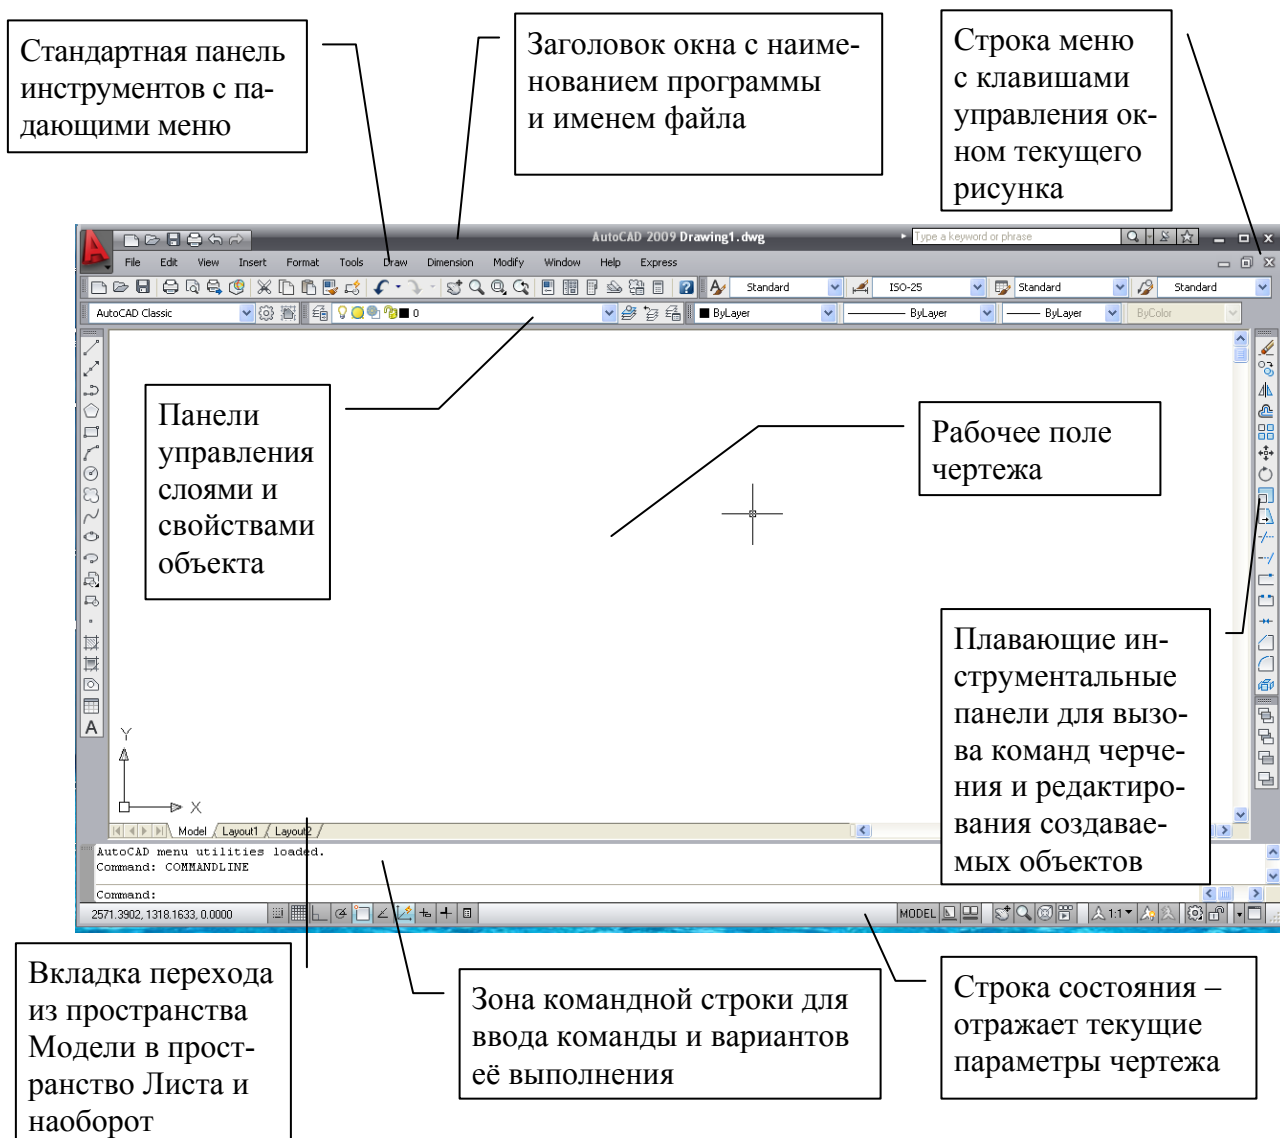 Стандартная панель
инструментов с па-
дающими меню
Заголовок окна с наиме-
нованием программы
и именем файла
Строка меню
с клавишами
управления ок-
ном текущего
рисунка
AutoCAD 2009 Drawing1.dwg
Type a keyword or phrase
File Edit View Insert Format Tools Draw Dimension Modify Window Help Express
Standard ISO-25 Standard Standard
AutoCAD Classic 0 ByLayer ByLayer ByLayer ByColor
Панели
управления
слоями и
свойствами
объекта
Рабочее поле
чертежа
Плавающие ин-
струментальные
панели для вызо-
ва команд черче-
ния и редактиро-
вания создавае-
мых объектов
A
Y
X
Model Layout1 Layout2
AutoCAD menu utilities loaded.
Command: COMMANDLINE
Command:
2571.3902, 1318.1633, 0.0000 MODEL 1:1
Вкладка перехода
из пространства
Модели в прост-
ранство Листа и
наоборот
Зона командной строки для
ввода команды и вариантов
её выполнения
Строка состояния –
отражает текущие
параметры чертежа